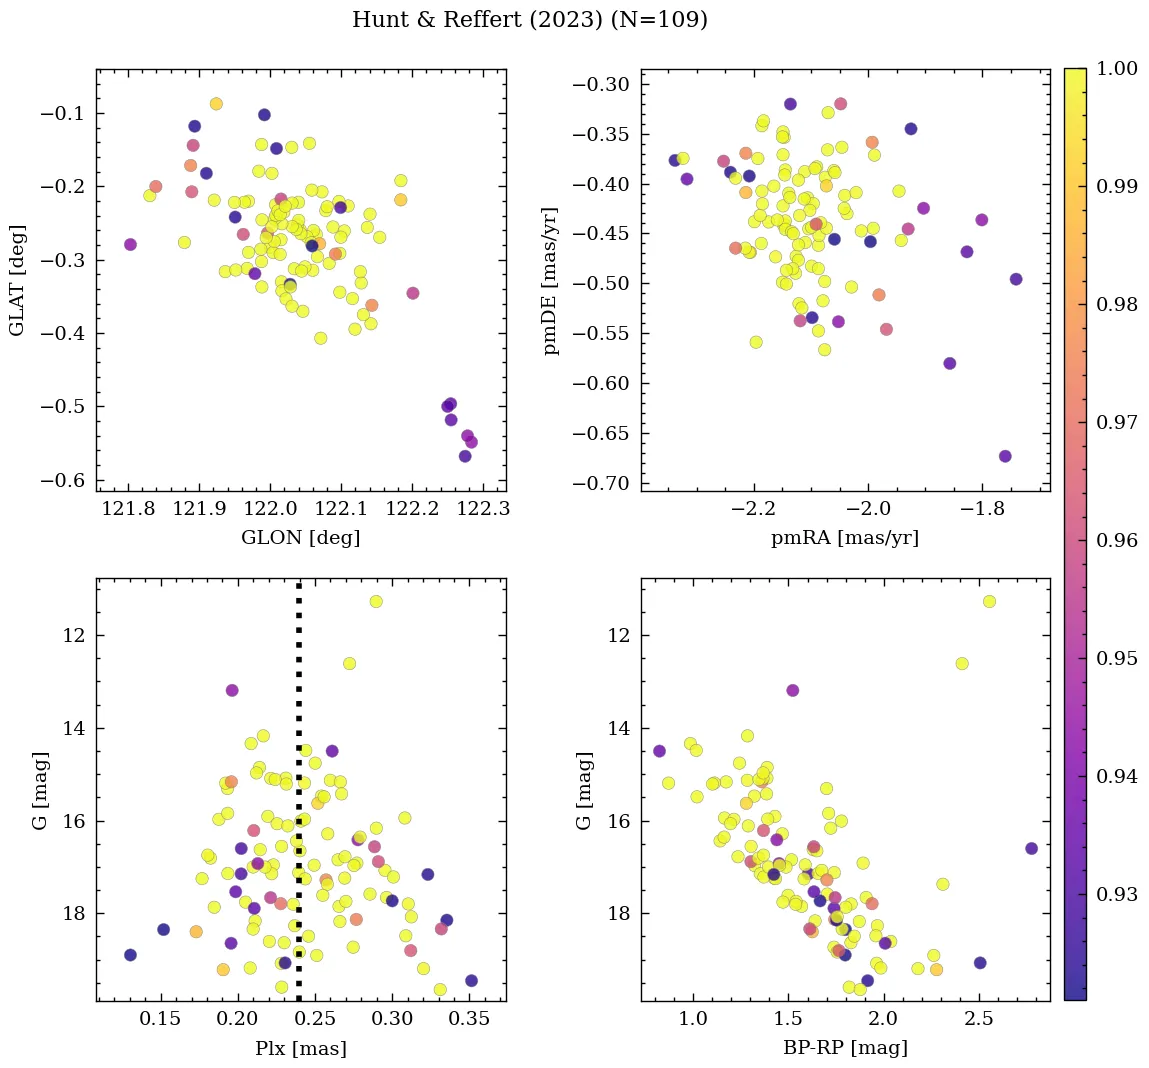 Hunt & Reffert (2023) (N=109)
−0.1
−0.2
−0.3
−0.4
−0.5
−0.6
GLAT [deg]
121.8 121.9 122.0 122.1 122.2 122.3
GLON [deg]
−0.30
−0.35
−0.40
−0.45
−0.50
−0.55
−0.60
−0.65
−0.70
pmDE [mas/yr]
−2.2 −2.0 −1.8
pmRA [mas/yr]
12
14
16
18
G [mag]
0.15 0.20 0.25 0.30 0.35
Plx [mas]
12
14
16
18
G [mag]
1.0 1.5 2.0 2.5
BP-RP [mag]
1.00
0.99
0.98
0.97
0.96
0.95
0.94
0.93